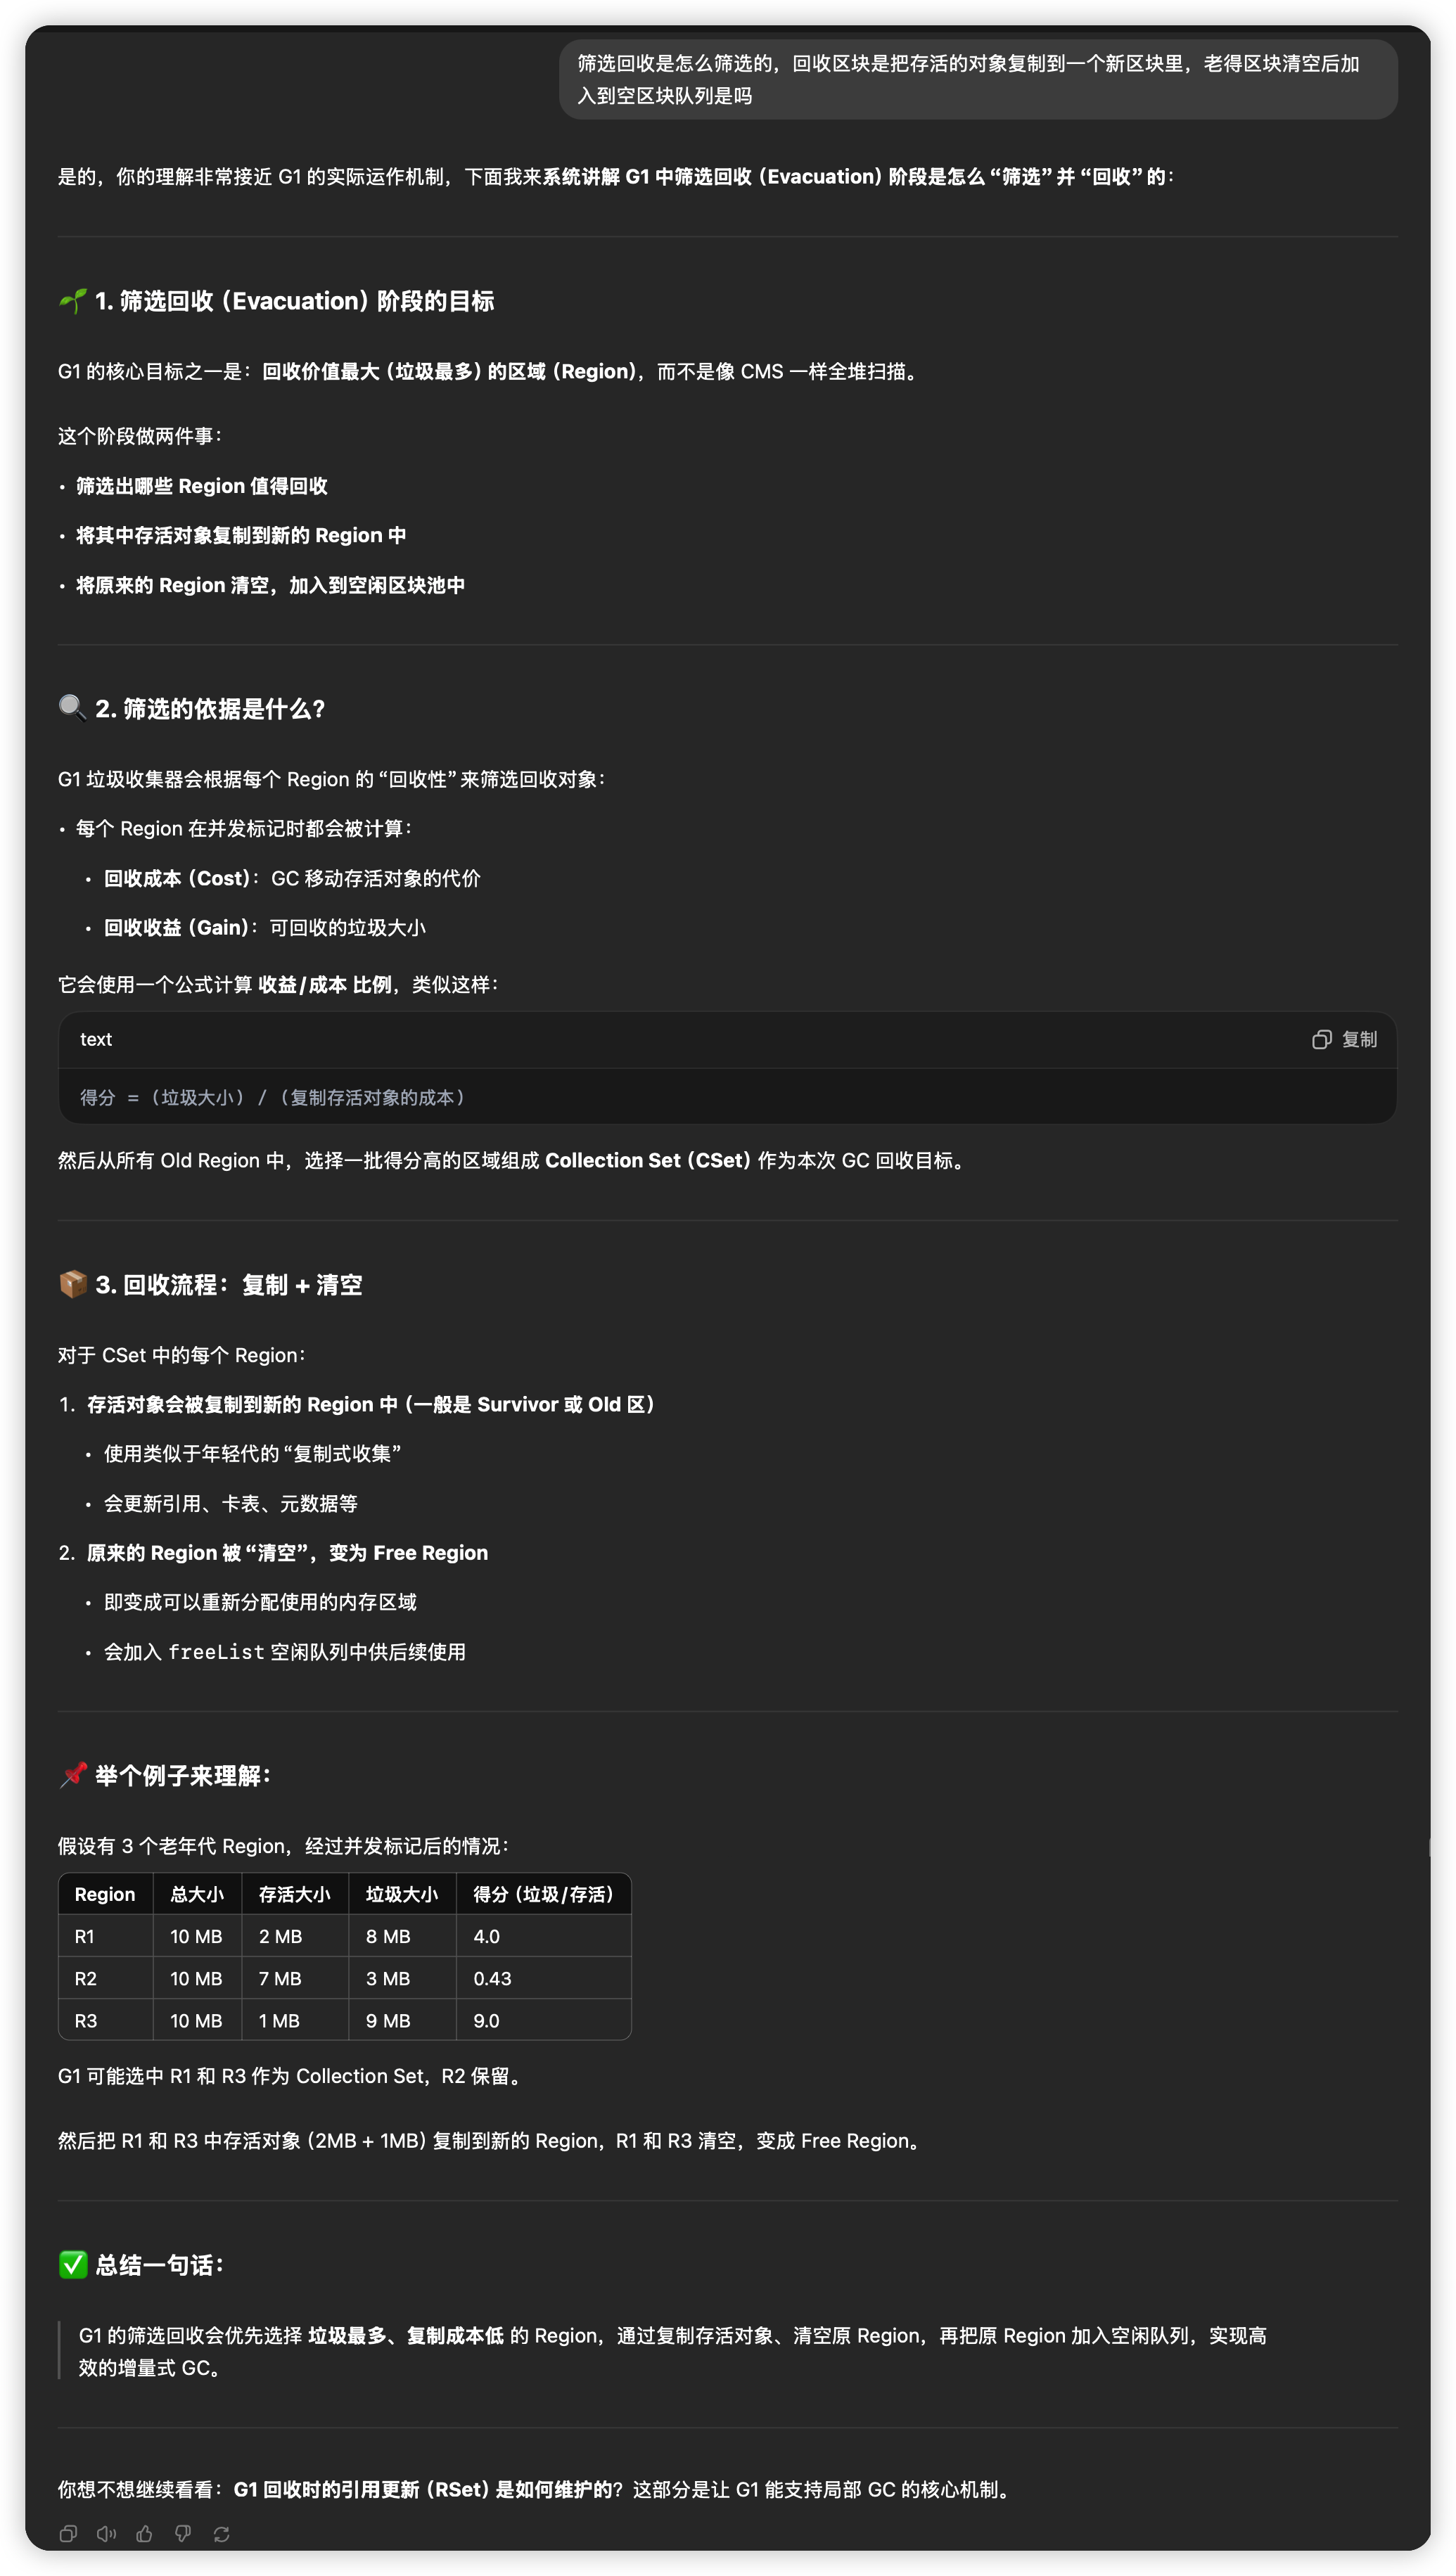 筛选回收是怎么筛选的，回收区块是把存活的对象复制到一个新区块里，老得区块清空后加
入到空区块队列是吗
是的，你的理解非常接近 G1 的实际运作机制，下面我来系统讲解 G1 中筛选回收（Evacuation）阶段是怎么“筛选”并“回收”的：
🌱 1. 筛选回收（Evacuation）阶段的目标
G1 的核心目标之一是：回收价值最大（垃圾最多）的区域（Region），而不是像 CMS 一样全堆扫描。
这个阶段做两件事：
• 筛选出哪些 Region 值得回收
• 将其中存活对象复制到新的 Region 中
• 将原来的 Region 清空，加入到空闲区块池中
🔍 2. 筛选的依据是什么？
G1 垃圾收集器会根据每个 Region 的“回收性”来筛选回收对象：
• 每个 Region 在并发标记时都会被计算：
• 回收成本（Cost）：GC 移动存活对象的代价
• 回收收益（Gain）：可回收的垃圾大小
它会使用一个公式计算 收益/成本 比例，类似这样：
text 复制
得分 = (垃圾大小) / (复制存活对象的成本)
然后从所有 Old Region 中，选择一批得分高的区域组成 Collection Set（CSet）作为本次 GC 回收目标。
📦 3. 回收流程：复制 + 清空
对于 CSet 中的每个 Region：
1. 存活对象会被复制到新的 Region 中（一般是 Survivor 或 Old 区）
• 使用类似于年轻代的“复制式收集”
• 会更新引用、卡表、元数据等
2. 原来的 Region 被“清空”，变为 Free Region
• 即变成可以重新分配使用的内存区域
• 会加入 freeList 空闲队列中供后续使用
📌 举个例子来理解：
假设有 3 个老年代 Region，经过并发标记后的情况：
Region 总大小 存活大小 垃圾大小 得分（垃圾/存活）
R1 10 MB 2 MB 8 MB 4.0
R2 10 MB 7 MB 3 MB 0.43
R3 10 MB 1 MB 9 MB 9.0
G1 可能选中 R1 和 R3 作为 Collection Set，R2 保留。
然后把 R1 和 R3 中存活对象（2MB + 1MB）复制到新的 Region，R1 和 R3 清空，变成 Free Region。
✅ 总结一句话：
G1 的筛选回收会优先选择 垃圾最多、复制成本低 的 Region，通过复制存活对象、清空原 Region，再把原 Region 加入空闲队列，实现高
效的增量式 GC。
你想不想继续看看：G1 回收时的引用更新（RSet）是如何维护的？这部分是让 G1 能支持局部 GC 的核心机制。